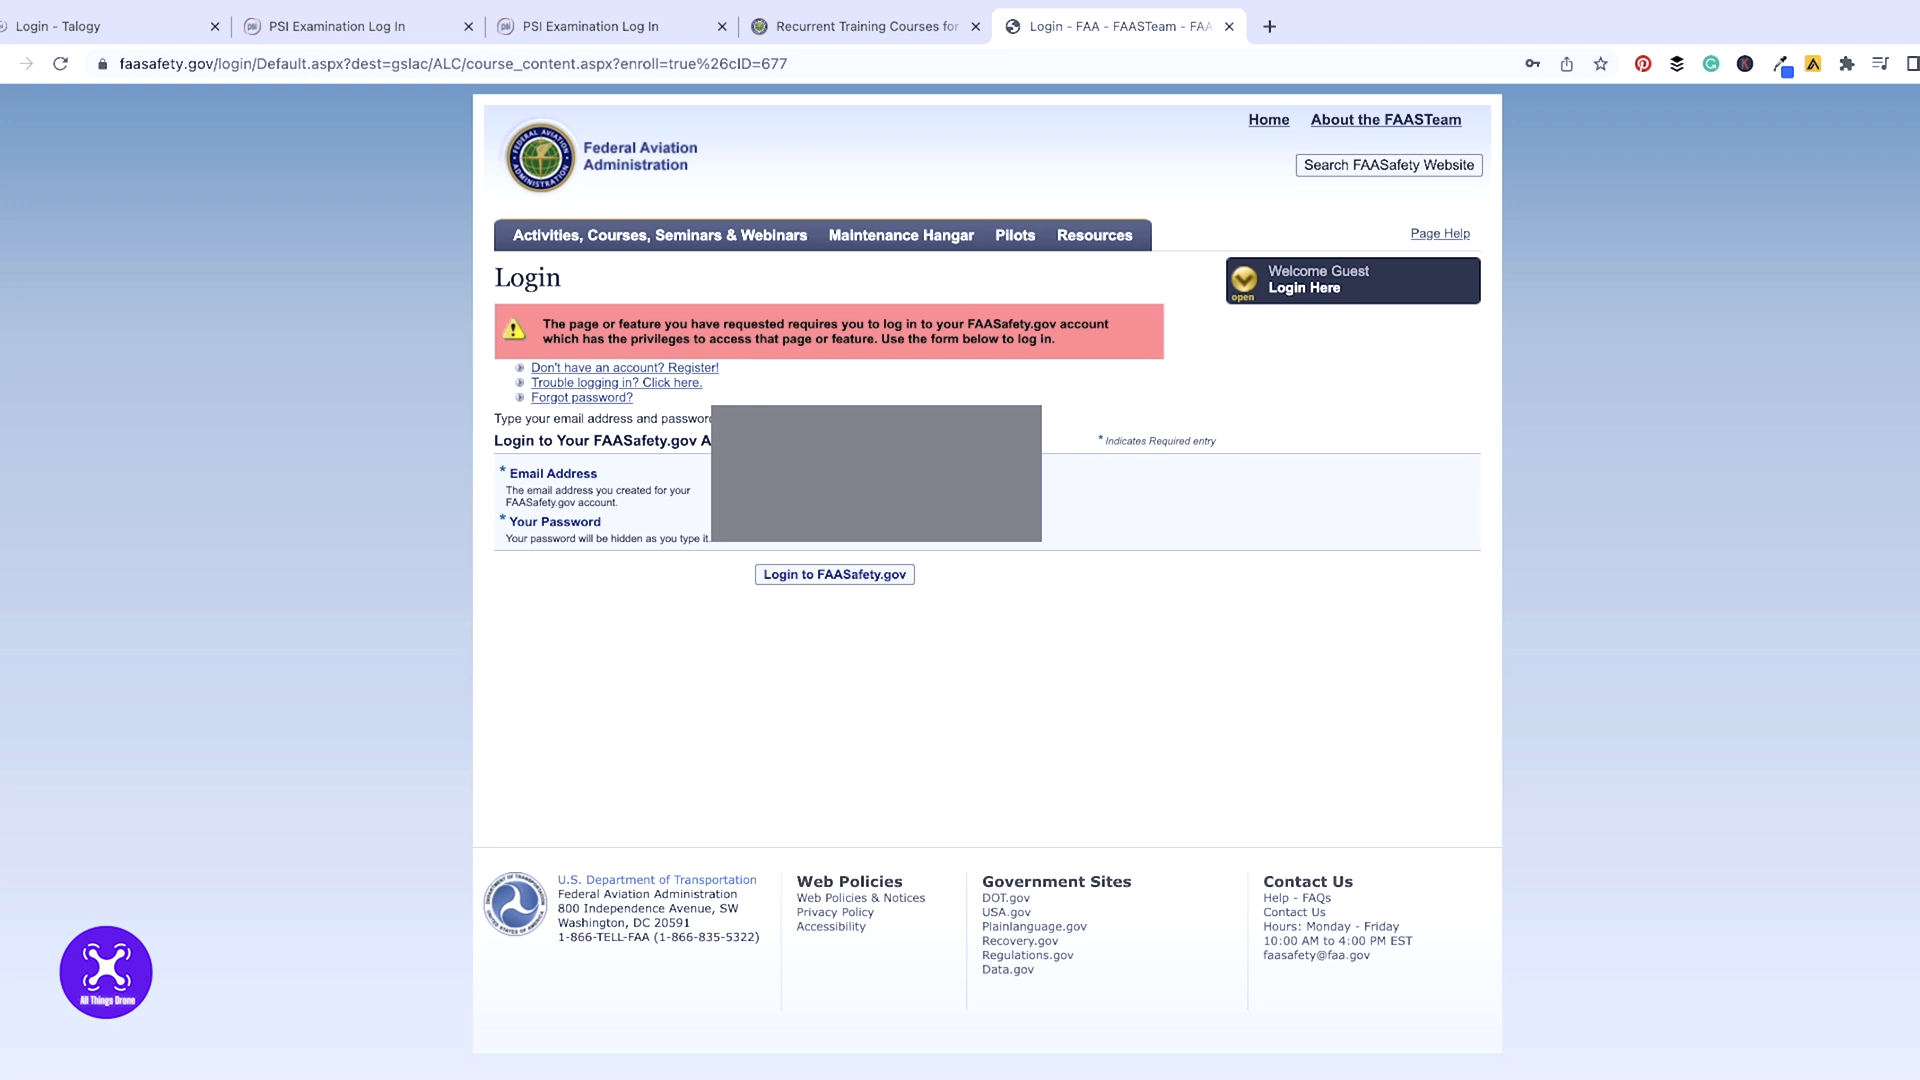 Login - Talogy
PSI Examination Log In
PSI Examination Log In
Recurrent Training Courses for
Login - FAA - FAASTeam - FAA
faasafety.gov/login/Default.aspx?dest=gslac/ALC/course_content.aspx?enroll=true%26cID=677
Home About the FAASTeam
Federal Aviation
Administration
Search FAASafety Website
Activities, Courses, Seminars & Webinars Maintenance Hangar Pilots Resources
Page Help
Login
Welcome Guest
Login Here
open
The page or feature you have requested requires you to log in to your FAASafety.gov account
which has the privileges to access that page or feature. Use the form below to log in.
Don't have an account? Register!
Trouble logging in? Click here.
Forgot password?
Type your email address and password
Login to Your FAASafety.gov A
* Indicates Required entry
* Email Address
The email address you created for your
FAASafety.gov account.
* Your Password
Your password will be hidden as you type it.
Login to FAASafety.gov
U.S. Department of Transportation
Federal Aviation Administration
800 Independence Avenue, SW
Washington, DC 20591
1-866-TELL-FAA (1-866-835-5322)
Web Policies
Web Policies & Notices
Privacy Policy
Accessibility
Government Sites
DOT.gov
USA.gov
Plainlanguage.gov
Recovery.gov
Regulations.gov
Data.gov
Contact Us
Help - FAQs
Contact Us
Hours: Monday - Friday
10:00 AM to 4:00 PM EST
faasafety@faa.gov
All Things Drone